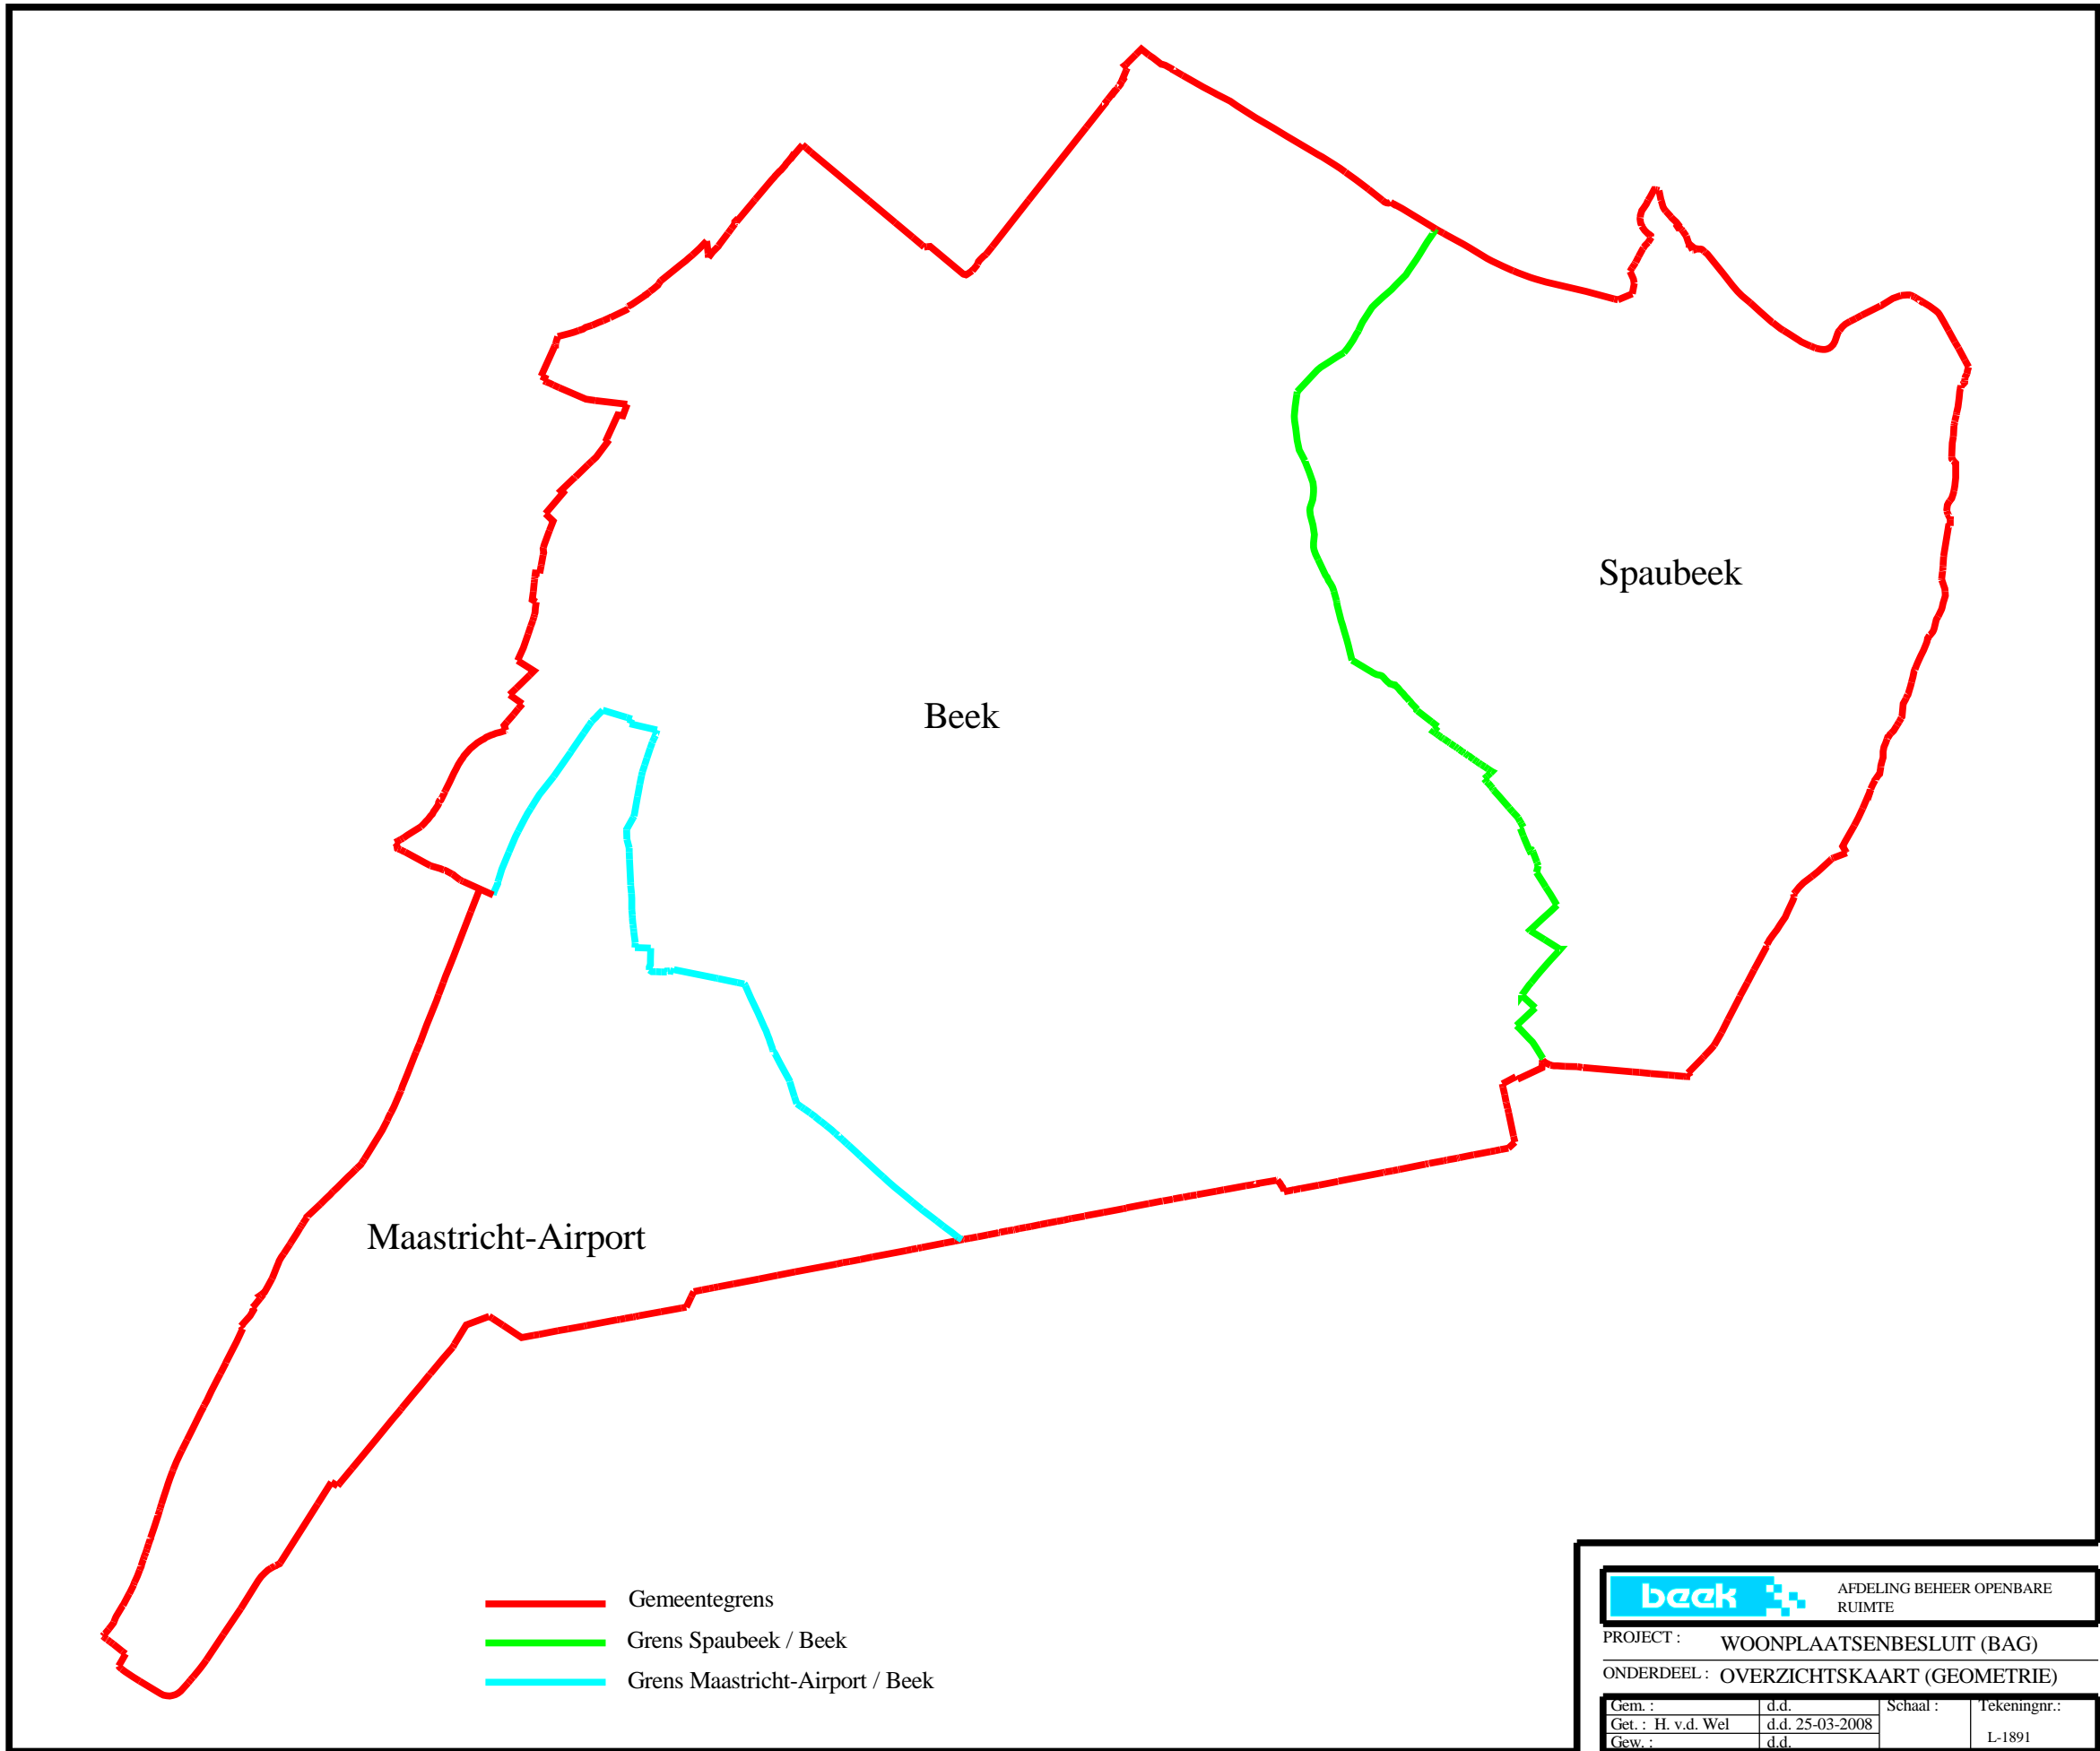 Spaubeek
Beek
Maastricht-Airport
Gemeentegrens
Grens Spaubeek / Beek
Grens Maastricht-Airport / Beek
beek
AFDELING BEHEER OPENBARE
RUIMTE
PROJECT : WOONPLAATSENBESLUIT (BAG)
ONDERDEEL : OVERZICHTSKAART (GEOMETRIE)
Gem. : d.d. Schaal : Tekeningnr.:
Get. : H. v.d. Wel d.d. 25-03-2008
L-1891
Gew. : d.d.